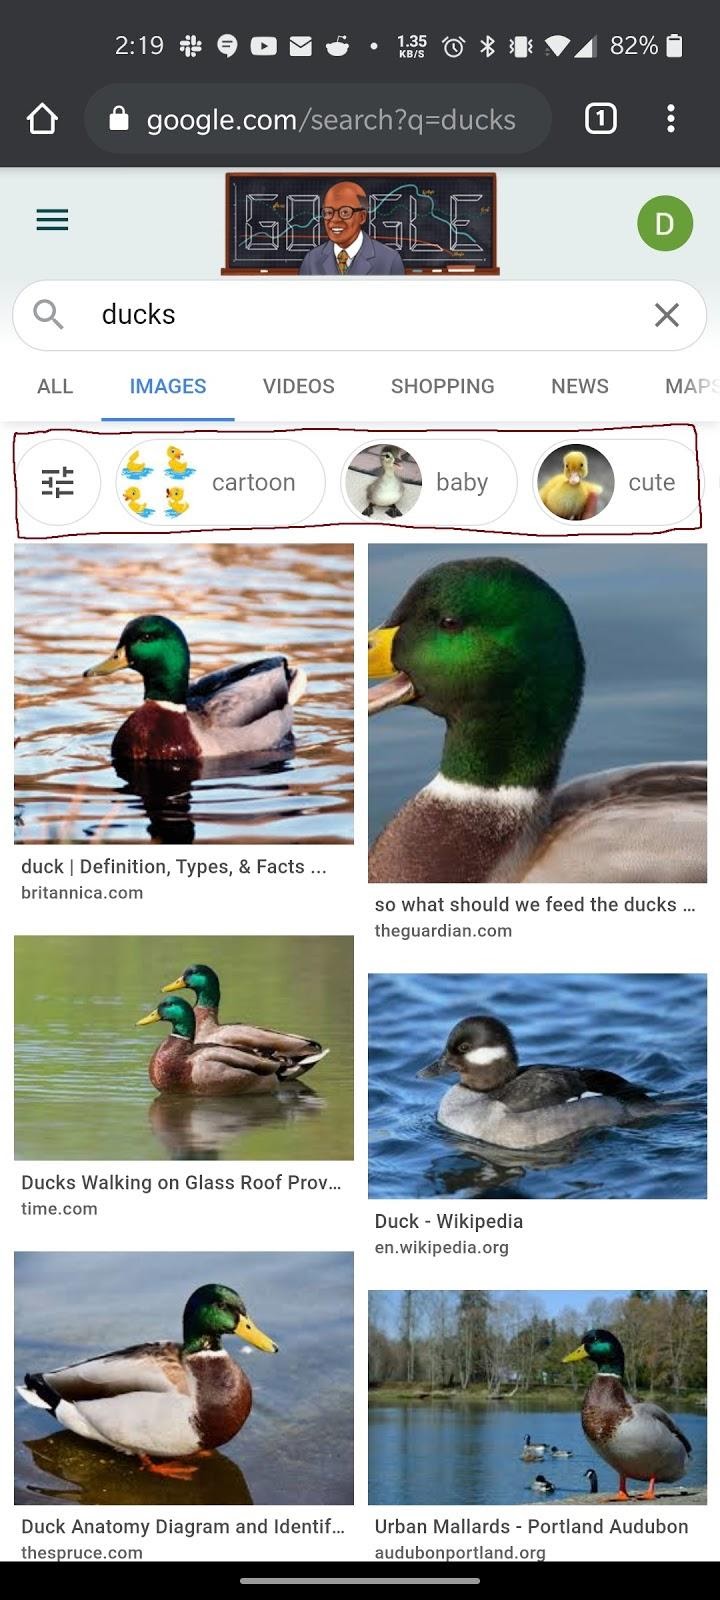 2:19 1.35 KB/S 82%
google.com/search?q=ducks 1
GOOGLE D
ducks
ALL IMAGES VIDEOS SHOPPING NEWS MAPS
cartoon baby cute
duck | Definition, Types, & Facts ...
britannica.com
so what should we feed the ducks ...
theguardian.com
Ducks Walking on Glass Roof Prov...
time.com
Duck - Wikipedia
en.wikipedia.org
Duck Anatomy Diagram and Identif...
thespruce.com
Urban Mallards - Portland Audubon
audubonportland.org